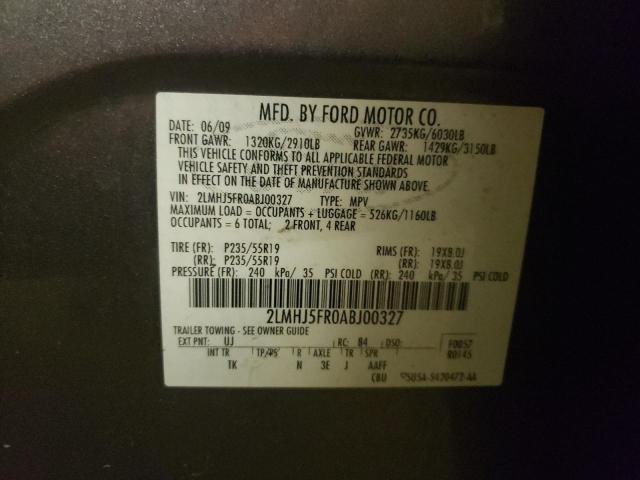 MFD. BY FORD MOTOR CO.
DATE: 06/09 GVWR: 2735KG/6030LB
FRONT GAWR: 1320KG/2910LB REAR GAWR: 1429KG/3150LB
THIS VEHICLE CONFORMS TO ALL APPLICABLE FEDERAL MOTOR
VEHICLE SAFETY AND THEFT PREVENTION STANDARDS
IN EFFECT ON THE DATE OF MANUFACTURE SHOWN ABOVE.
VIN: 2LMHJ5FR0ABJ00327 TYPE: MPV
MAXIMUM LOAD = OCCUPANTS + LUGGAGE = 526KG/1160LB
OCCUPANTS = 6 TOTAL; 2 FRONT, 4 REAR
TIRE (FR): P235/55R19 RIMS (FR): 19X8.0J
(RR): P235/55R19 (RR): 19X8.0J
PRESSURE (FR): 240 kPa/ 35 PSI COLD (RR): 240 kPa/ 35 PSI COLD
2LMHJ5FR0ABJ00327
TRAILER TOWING - SEE OWNER GUIDE
EXT PNT: UJ RC: 84 DSO: F0057
INT TR TP/PS R AXLE TR SPR R0145
TK N 3E J AAFF
CBU